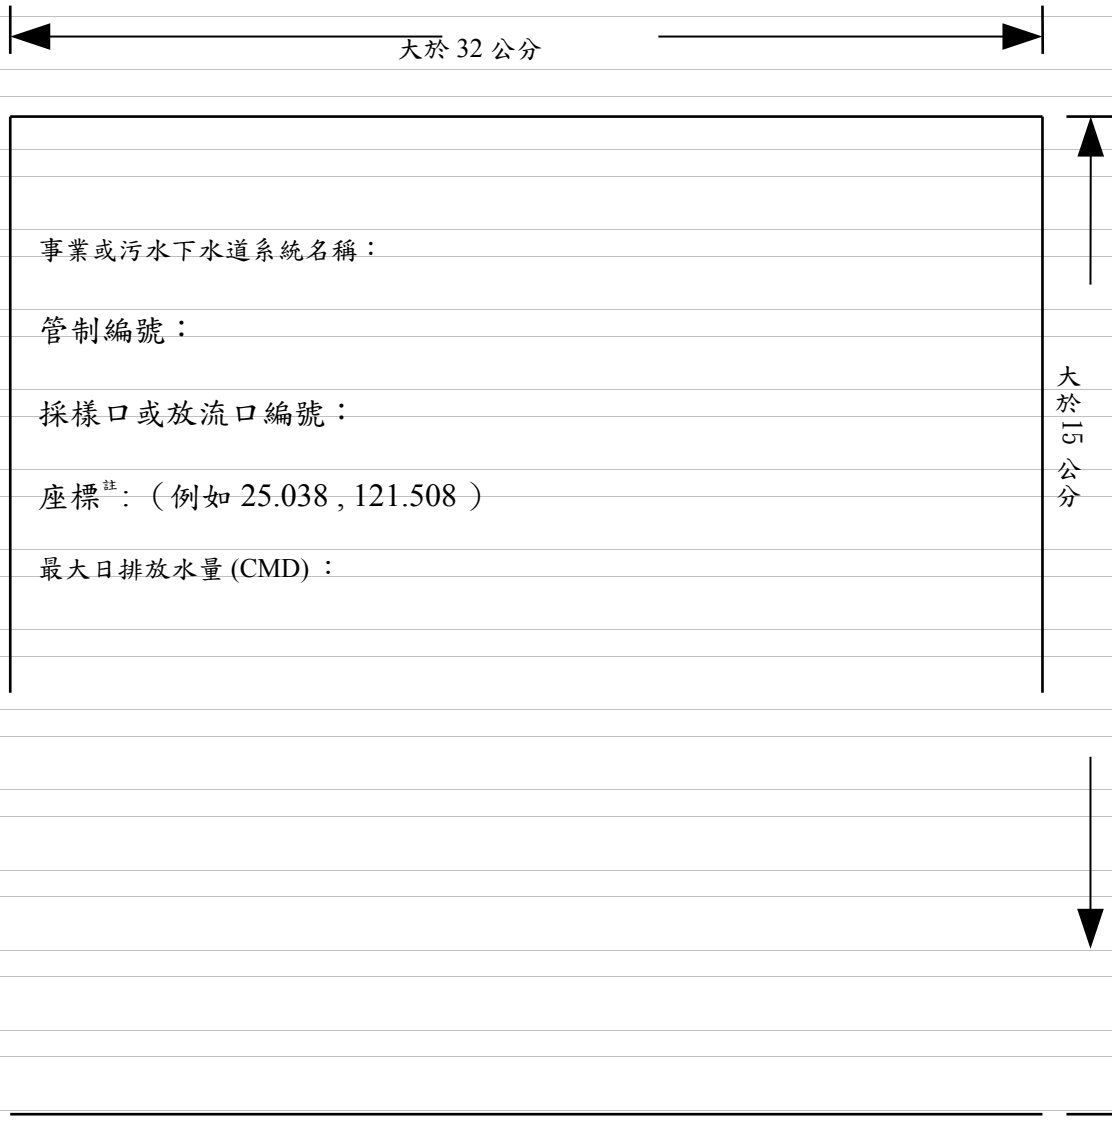 大於 32 公分
事業或污水下水道系統名稱：
管制編號：
採樣口或放流口編號：
座標註:（例如 25.038 , 121.508 ）
最大日排放水量 (CMD)：
大於15 公分